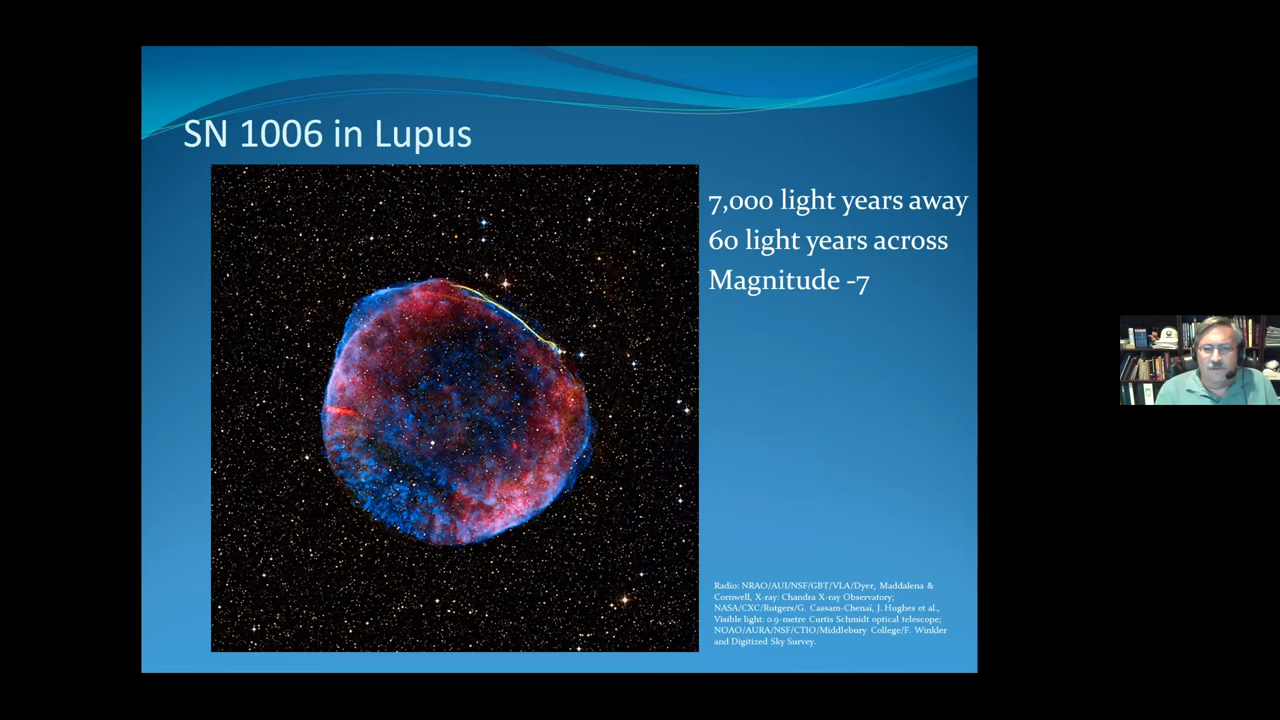 SN 1006 in Lupus
7,000 light years away
60 light years across
Magnitude -7
Radio: NRAO/AUI/NSF/GBT/VLA/Dyer, Maddalena &
Cornwell, X-ray: Chandra X-ray Observatory;
NASA/CXC/Rutgers/G. Cassam-Chenaï, J. Hughes et al.,
Visible light: 0.9-metre Curtis Schmidt optical telescope;
NOAO/AURA/NSF/CTIO/Middlebury College/F. Winkler
and Digitized Sky Survey.